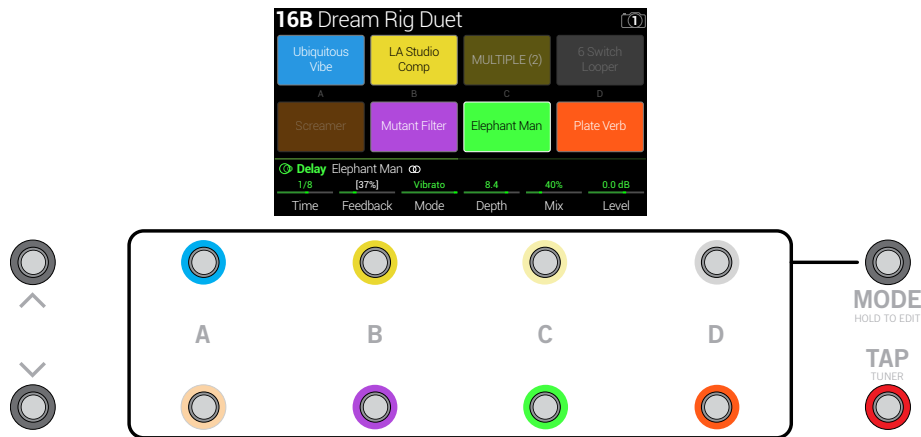 16B Dream Rig Duet 1
Ubiquitous Vibe
LA Studio Comp
MULTIPLE (2)
6 Switch Looper
A B C D
Screamer
Mutant Filter
Elephant Man
Plate Verb
Delay Elephant Man
1/8 [37%] Vibrato 8.4 40% 0.0 dB
Time Feedback Mode Depth Mix Level
MODE
HOLD TO EDIT
A B C D
TAP
TUNER